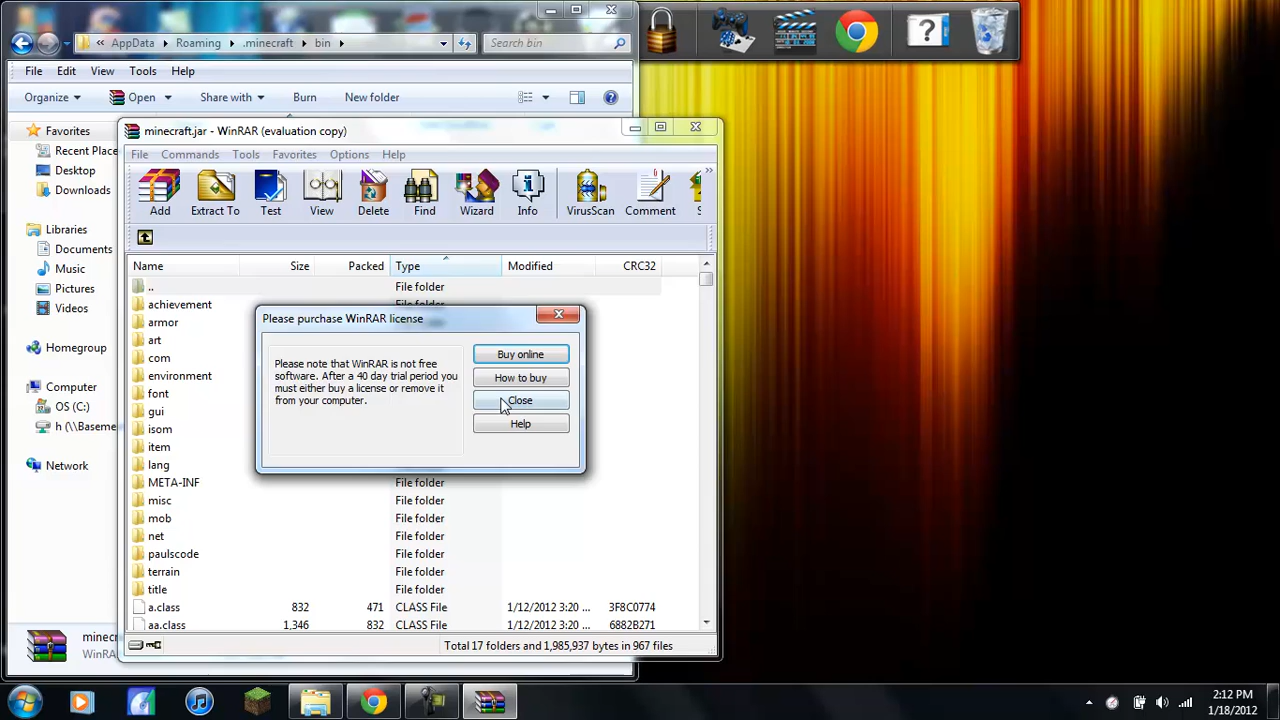 AppData Roaming .minecraft bin Search bin
File Edit View Tools Help
Organize Open Share with Burn New folder
Favorites
Recent Place
Desktop
Downloads
Libraries
Documents
Music
Pictures
Videos
Homegroup
Computer
OS (C:)
h (\\Baseme
Network
minec
WinRA
minecraft.jar - WinRAR (evaluation copy)
File Commands Tools Favorites Options Help
Add Extract To Test View Delete Find Wizard Info VirusScan Comment S
Name Size Packed Type Modified CRC32
.. File folder
achievement File folder
armor
art
com
environment
font
gui
isom
item
lang
META-INF File folder
misc File folder
mob File folder
net File folder
paulscode File folder
terrain File folder
title File folder
a.class 832 471 CLASS File 1/12/2012 3:20 ... 3F8C0774
aa.class 1,346 832 CLASS File 1/12/2012 3:20 ... 6882B271
Total 17 folders and 1,985,937 bytes in 967 files
Please purchase WinRAR license
Please note that WinRAR is not free
software. After a 40 day trial period you
must either buy a license or remove it
from your computer.
Buy online
How to buy
Close
Help
2:12 PM
1/18/2012